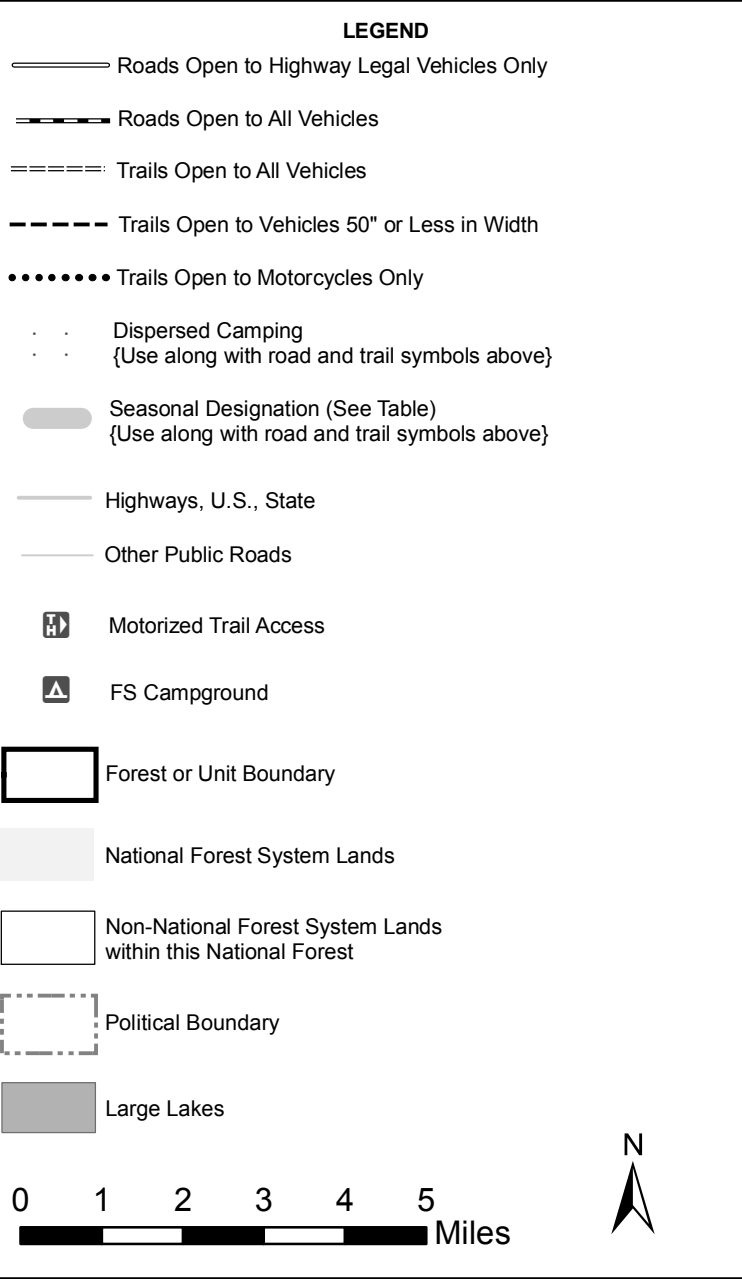 LEGEND
Roads Open to Highway Legal Vehicles Only
Roads Open to All Vehicles
Trails Open to All Vehicles
Trails Open to Vehicles 50" or Less in Width
Trails Open to Motorcycles Only
Dispersed Camping
{Use along with road and trail symbols above}
Seasonal Designation (See Table)
{Use along with road and trail symbols above}
Highways, U.S., State
Other Public Roads
TH
Motorized Trail Access
FS Campground
Forest or Unit Boundary
National Forest System Lands
Non-National Forest System Lands
within this National Forest
Political Boundary
Large Lakes
N
0 1 2 3 4 5
Miles